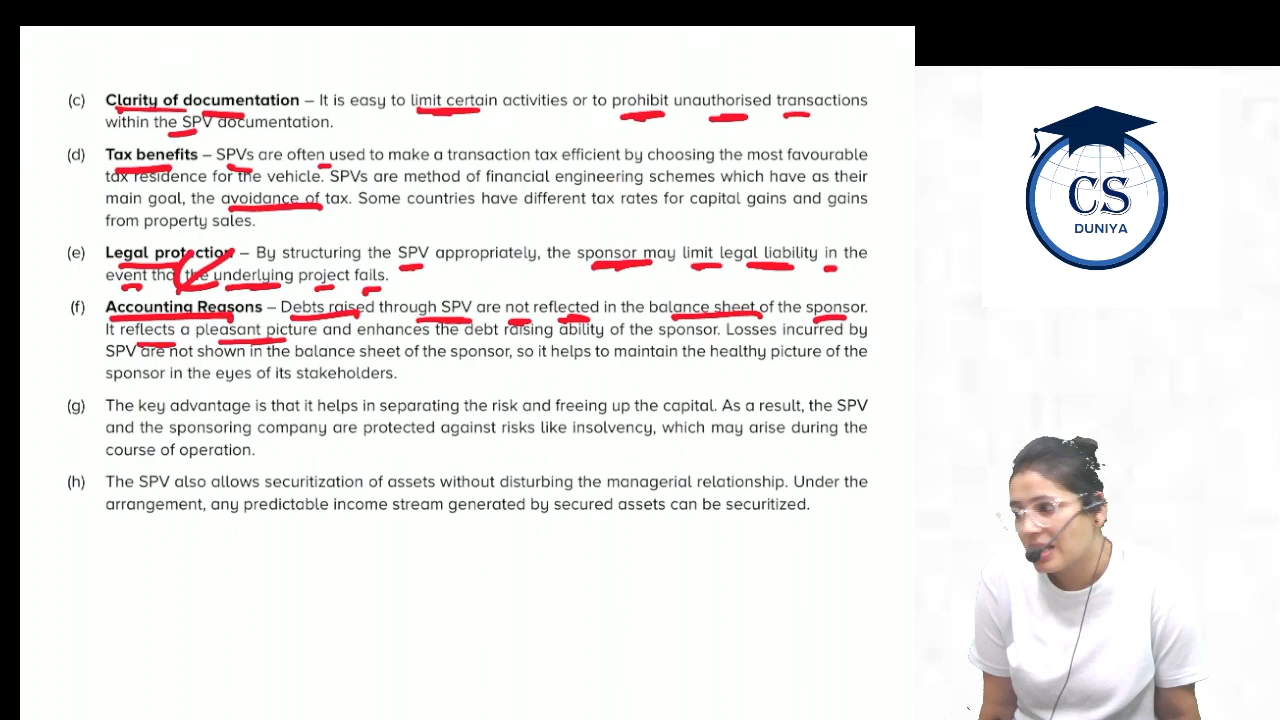 (c) Clarity of documentation – It is easy to limit certain activities or to prohibit unauthorised transactions
within the SPV documentation.
(d) Tax benefits – SPVs are often used to make a transaction tax efficient by choosing the most favourable
tax residence for the vehicle. SPVs are method of financial engineering schemes which have as their
main goal, the avoidance of tax. Some countries have different tax rates for capital gains and gains
from property sales.
(e) Legal protection – By structuring the SPV appropriately, the sponsor may limit legal liability in the
event that the underlying project fails.
(f) Accounting Reasons – Debts raised through SPV are not reflected in the balance sheet of the sponsor.
It reflects a pleasant picture and enhances the debt raising ability of the sponsor. Losses incurred by
SPV are not shown in the balance sheet of the sponsor, so it helps to maintain the healthy picture of the
sponsor in the eyes of its stakeholders.
(g) The key advantage is that it helps in separating the risk and freeing up the capital. As a result, the SPV
and the sponsoring company are protected against risks like insolvency, which may arise during the
course of operation.
(h) The SPV also allows securitization of assets without disturbing the managerial relationship. Under the
arrangement, any predictable income stream generated by secured assets can be securitized.
CS
DUNIYA